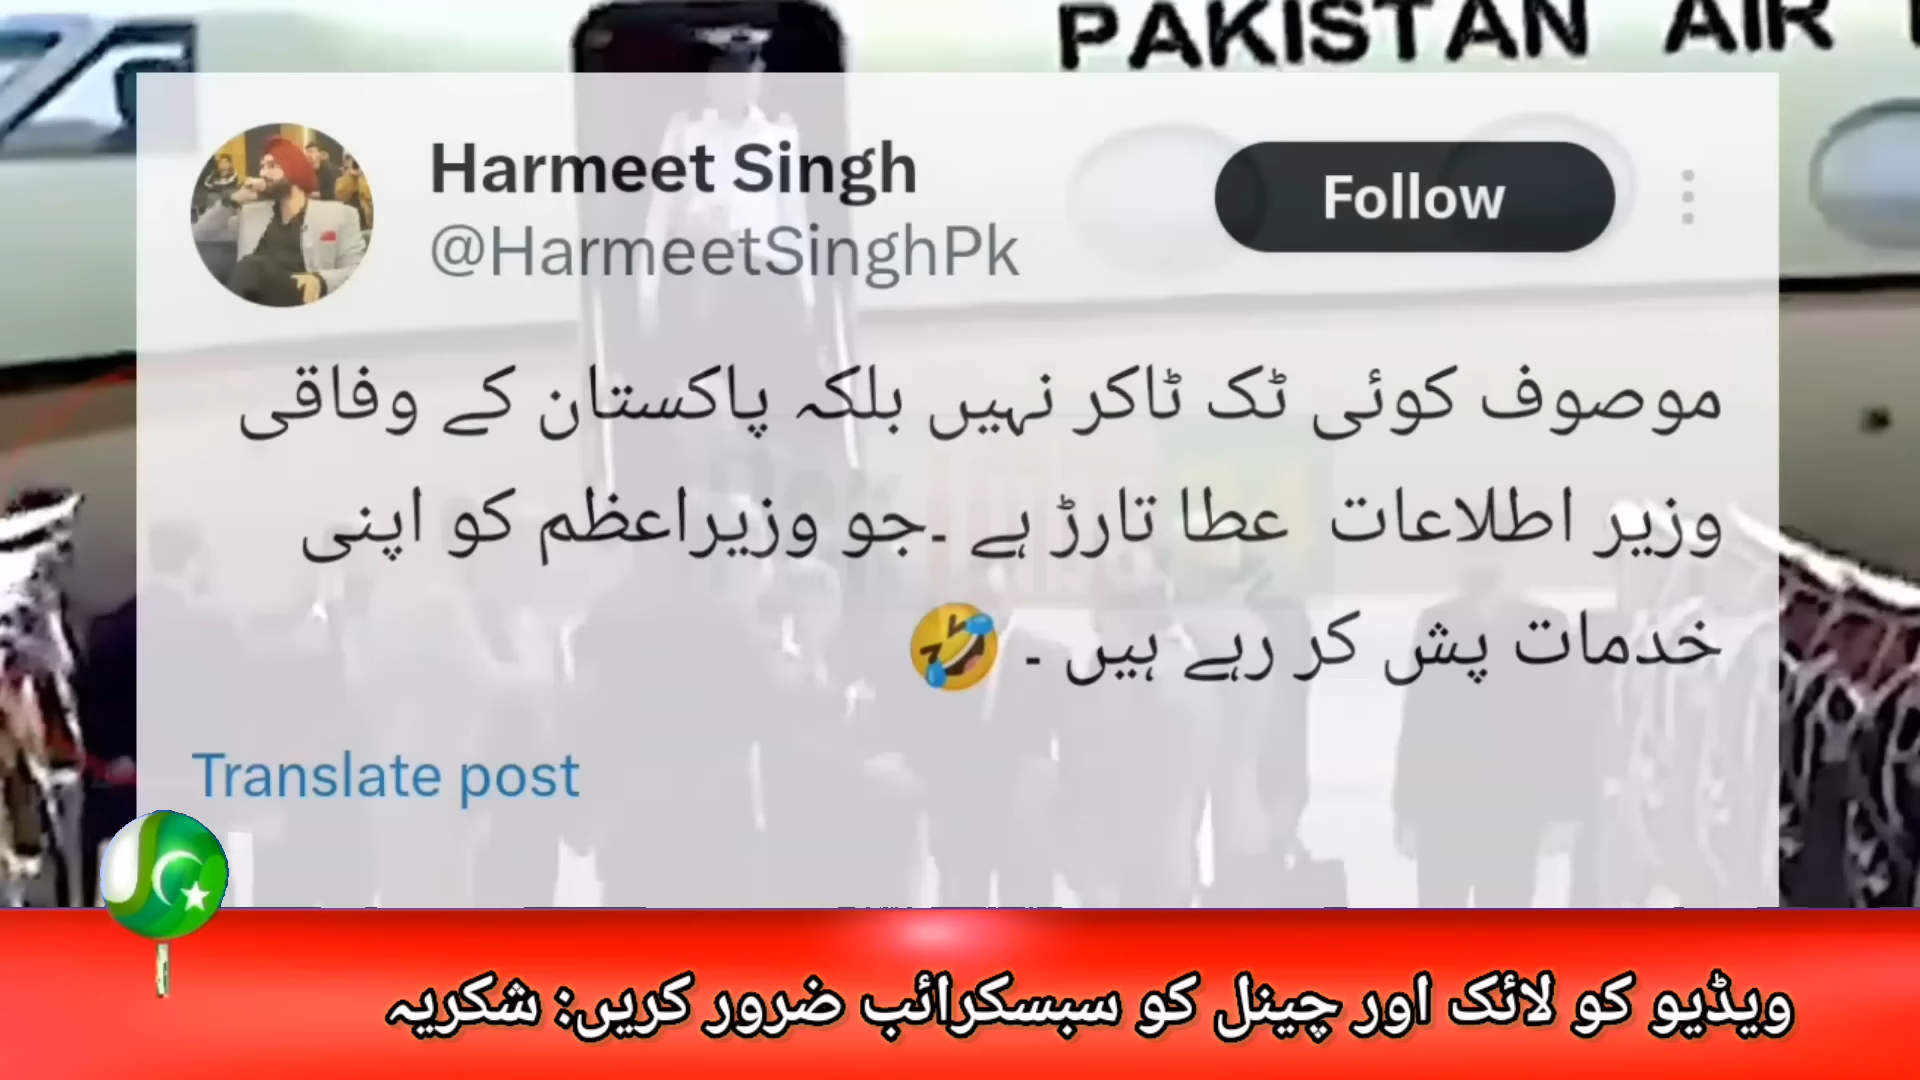 PAKISTAN AIR
Harmeet Singh
@HarmeetSinghPk
Follow
موصوف کوئی ٹک ٹاکر نہیں بلکہ پاکستان کے وفاقی
وزیر اطلاعات عطا تارڑ ہے ۔جو وزیراعظم کو اپنی
خدمات پش کر رہے ہیں ۔ 🤣
Translate post
ویڈیو کو لائک اور چینل کو سبسکرائب ضرور کریں: شکریہ